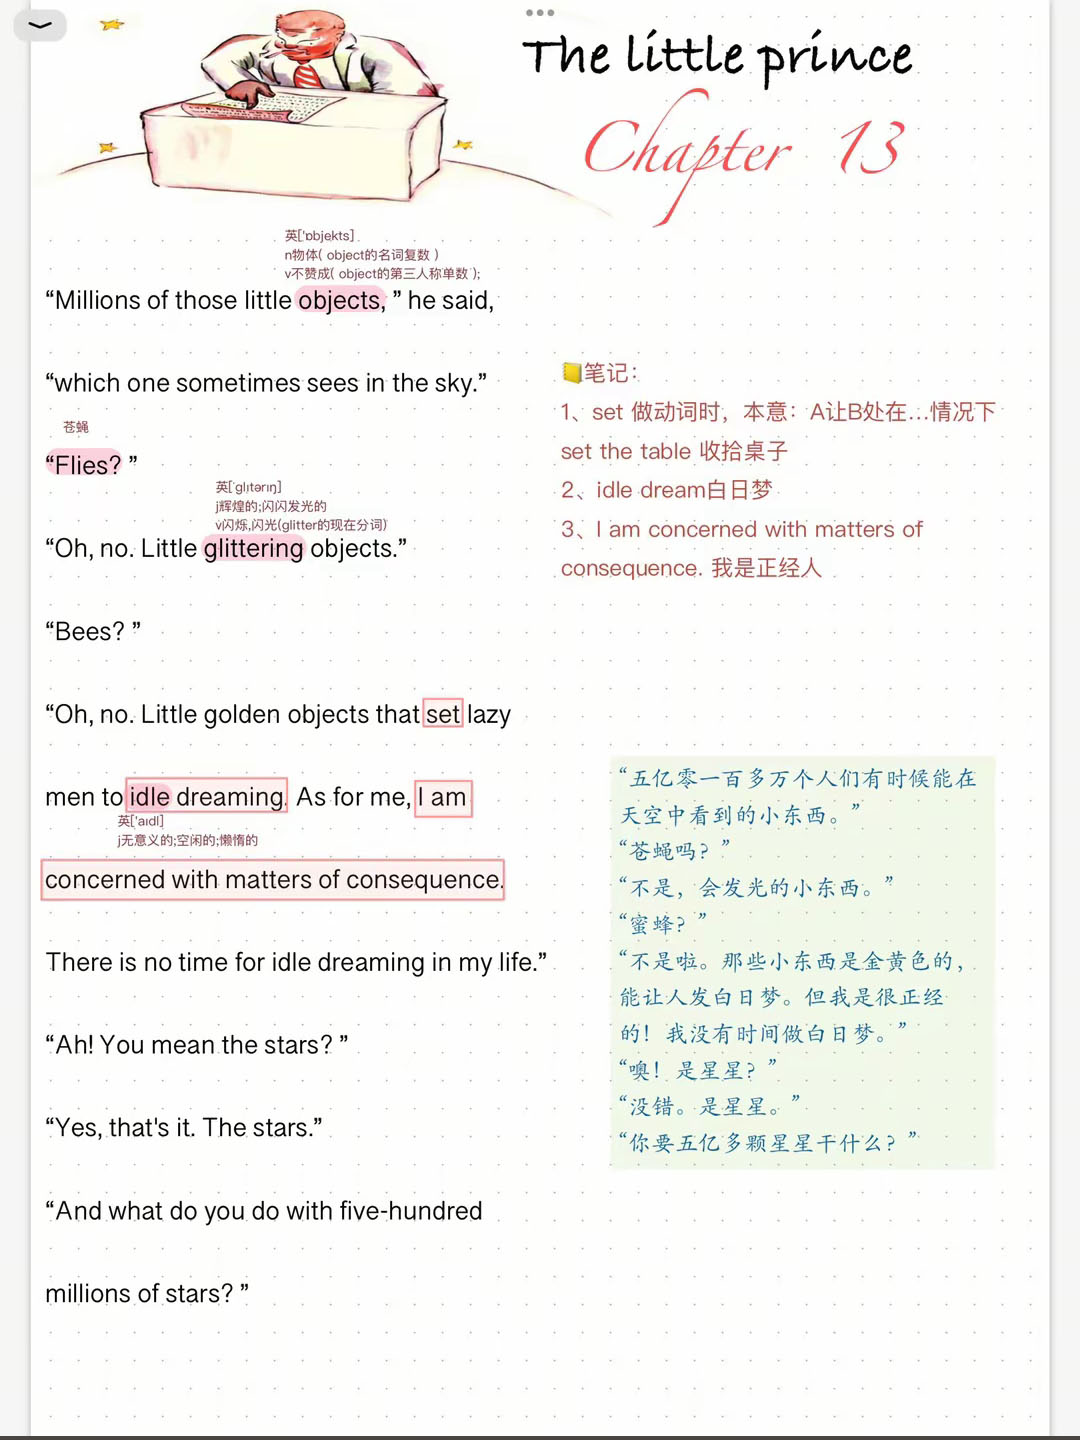 The little prince
Chapter 13
英['ɒbjekts]
n物体( object的名词复数 )
v不赞成( object的第三人称单数 );
“Millions of those little objects, ” he said,
“which one sometimes sees in the sky.”
苍蝇
“Flies? ”
英[ˈglɪtərɪŋ]
j辉煌的;闪闪发光的
v闪烁,闪光(glitter的现在分词)
“Oh, no. Little glittering objects.”
“Bees? ”
“Oh, no. Little golden objects that set lazy
men to idle dreaming. As for me, I am
英['aɪdl]
j无意义的;空闲的;懒惰的
concerned with matters of consequence.
There is no time for idle dreaming in my life.”
“Ah! You mean the stars? ”
“Yes, that's it. The stars.”
“And what do you do with five-hundred
millions of stars? ”
笔记：
1、set 做动词时，本意：A让B处在...情况下
set the table 收拾桌子
2、idle dream白日梦
3、I am concerned with matters of
consequence. 我是正经人
“五亿零一百多万个人们有时候能在
天空中看到的小东西。”
“苍蝇吗？”
“不是，会发光的小东西。”
“蜜蜂？”
“不是啦。那些小东西是金黄色的，
能让人发白日梦。但我是很正经
的！我没有时间做白日梦。”
“噢！是星星？”
“没错。是星星。”
“你要五亿多颗星星干什么？”